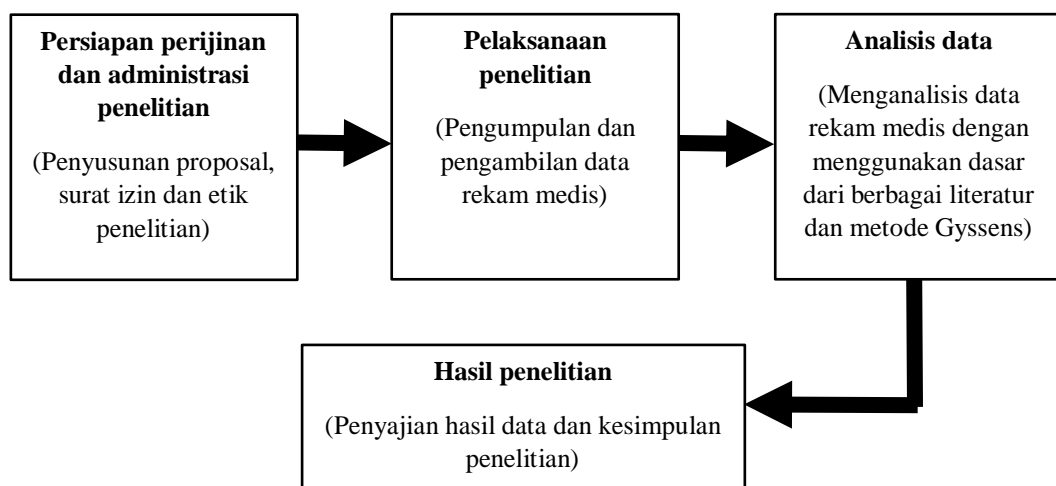 Persiapan perijinan
dan administrasi
penelitian
(Penyusunan proposal,
surat izin dan etik
penelitian)
Pelaksanaan
penelitian
(Pengumpulan dan
pengambilan data
rekam medis)
Analisis data
(Menganalisis data
rekam medis dengan
menggunakan dasar
dari berbagai literatur
dan metode Gyssens)
Hasil penelitian
(Penyajian hasil data dan kesimpulan
penelitian)